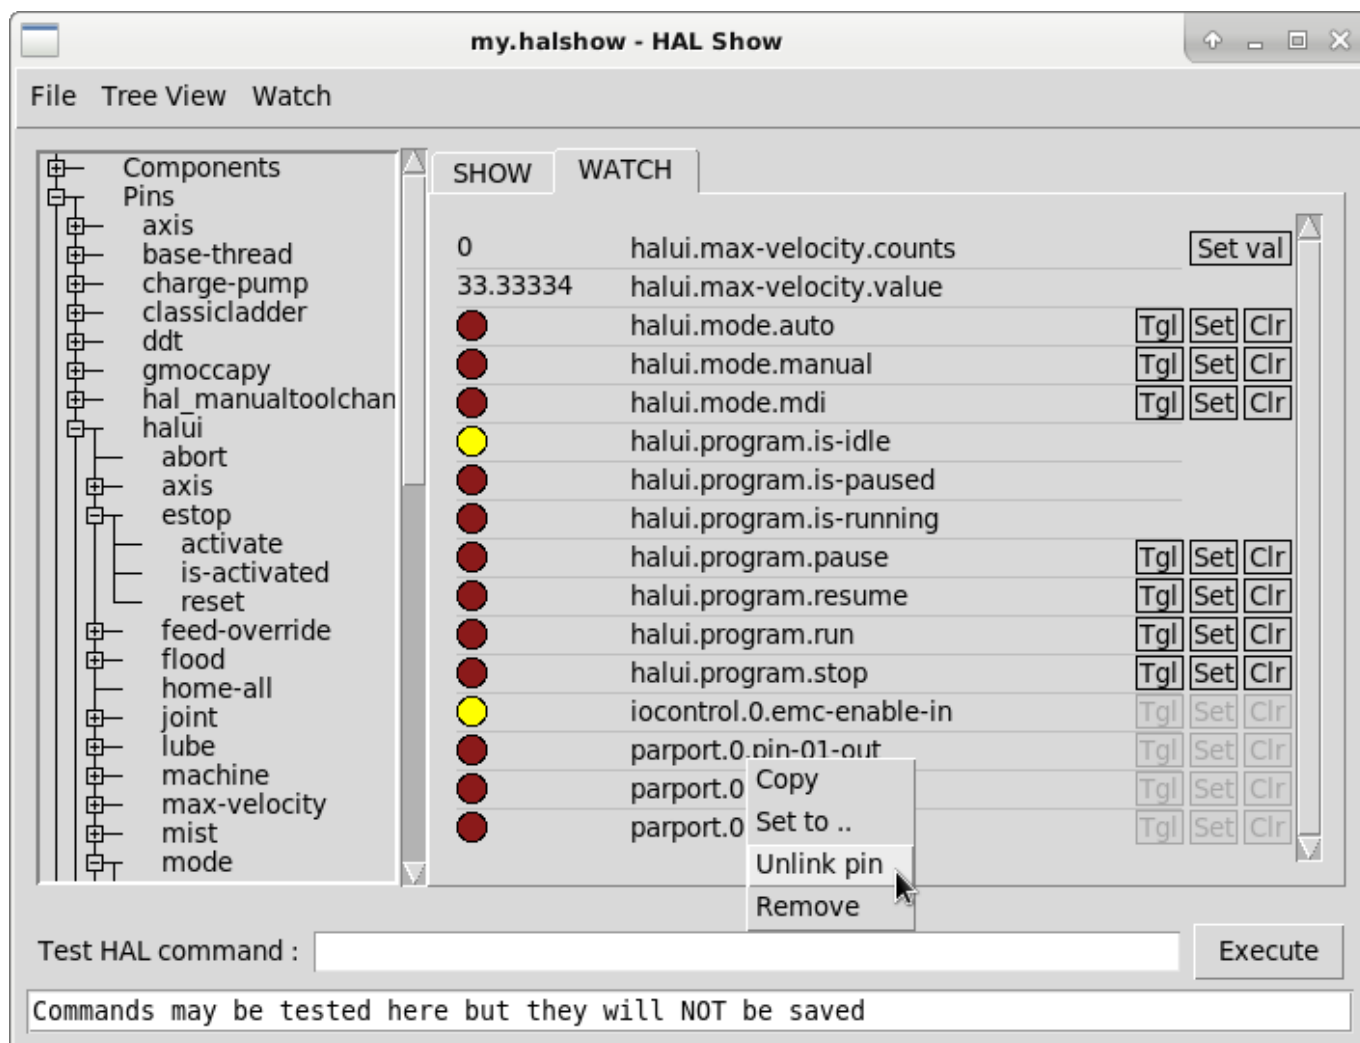 my.halshow - HAL Show
File Tree View Watch
Components
Pins
axis
base-thread
charge-pump
classicladder
ddt
gmoccapy
hal_manualtoolchan
halui
abort
axis
estop
activate
is-activated
reset
feed-override
flood
home-all
joint
lube
machine
max-velocity
mist
mode
SHOW WATCH
0 halui.max-velocity.counts Set val
33.33334 halui.max-velocity.value
halui.mode.auto Tgl Set Clr
halui.mode.manual Tgl Set Clr
halui.mode.mdi Tgl Set Clr
halui.program.is-idle
halui.program.is-paused
halui.program.is-running
halui.program.pause Tgl Set Clr
halui.program.resume Tgl Set Clr
halui.program.run Tgl Set Clr
halui.program.stop Tgl Set Clr
iocontrol.0.emc-enable-in Tgl Set Clr
parport.0.pin-01-out Tgl Set Clr
parport.0 Tgl Set Clr
parport.0 Tgl Set Clr
Copy
Set to ..
Unlink pin
Remove
Test HAL command : Execute
Commands may be tested here but they will NOT be saved